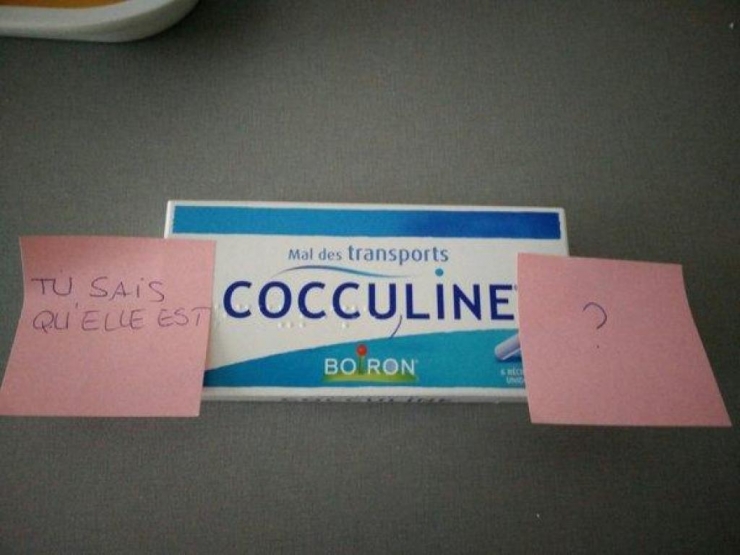 Mal des transports
TU SAIS
QU'ELLE EST
COCCULINE
?
BOIRON